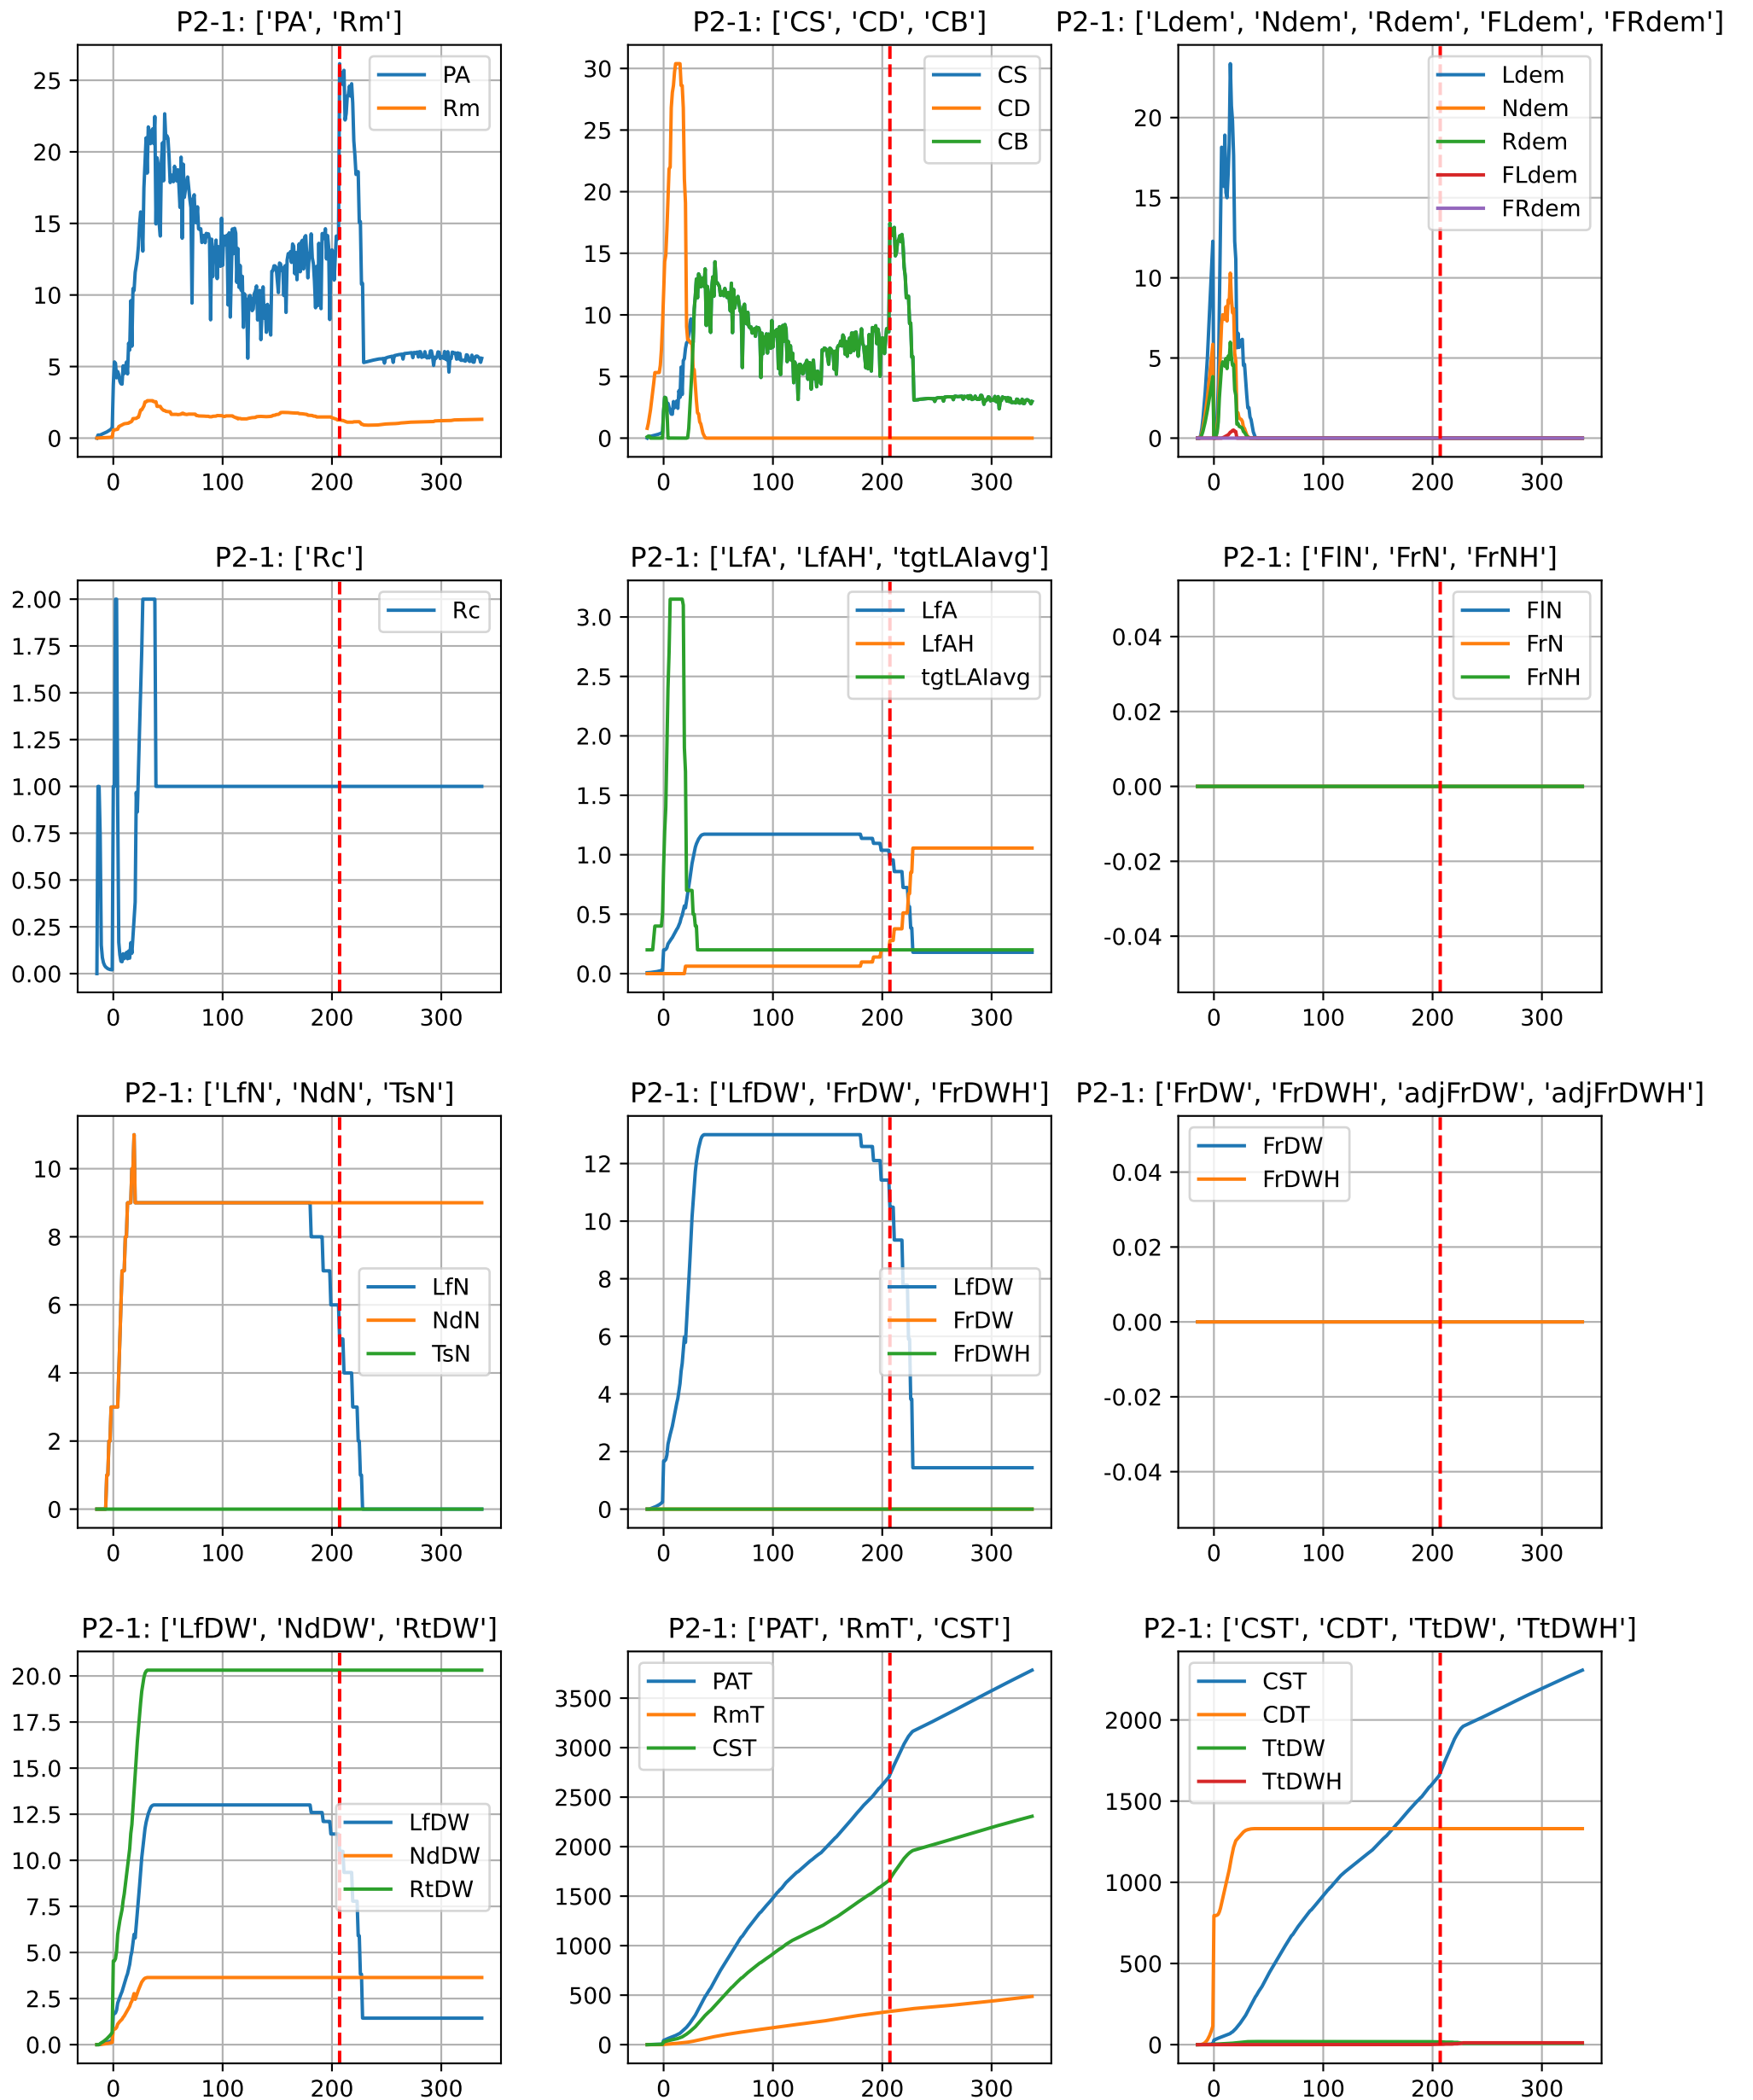 P2-1: ['PA', 'Rm']
25
20
15
10
5
0
0 100 200 300
PA
Rm
P2-1: ['CS', 'CD', 'CB']
30
25
20
15
10
5
0
0 100 200 300
CS
CD
CB
P2-1: ['Ldem', 'Ndem', 'Rdem', 'FLdem', 'FRdem']
20
15
10
5
0
0 100 200 300
Ldem
Ndem
Rdem
FLdem
FRdem
P2-1: ['Rc']
2.00
1.75
1.50
1.25
1.00
0.75
0.50
0.25
0.00
0 100 200 300
Rc
P2-1: ['LfA', 'LfAH', 'tgtLAIavg']
3.0
2.5
2.0
1.5
1.0
0.5
0.0
0 100 200 300
LfA
LfAH
tgtLAIavg
P2-1: ['FlN', 'FrN', 'FrNH']
0.04
0.02
0.00
-0.02
-0.04
0 100 200 300
FlN
FrN
FrNH
P2-1: ['LfN', 'NdN', 'TsN']
10
8
6
4
2
0
0 100 200 300
LfN
NdN
TsN
P2-1: ['LfDW', 'FrDW', 'FrDWH']
12
10
8
6
4
2
0
0 100 200 300
LfDW
FrDW
FrDWH
P2-1: ['FrDW', 'FrDWH', 'adjFrDW', 'adjFrDWH']
0.04
0.02
0.00
-0.02
-0.04
0 100 200 300
FrDW
FrDWH
P2-1: ['LfDW', 'NdDW', 'RtDW']
20.0
17.5
15.0
12.5
10.0
7.5
5.0
2.5
0.0
0 100 200 300
LfDW
NdDW
RtDW
P2-1: ['PAT', 'RmT', 'CST']
3500
3000
2500
2000
1500
1000
500
0
0 100 200 300
PAT
RmT
CST
P2-1: ['CST', 'CDT', 'TtDW', 'TtDWH']
2000
1500
1000
500
0
0 100 200 300
CST
CDT
TtDW
TtDWH